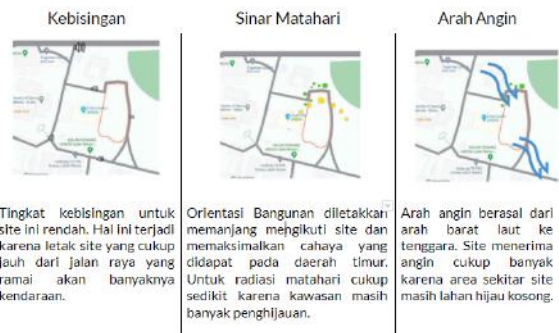 Kebisingan
Tingkat kebisingan untuk
site ini rendah. Hal ini terjadi
karena letak site yang cukup
jauh dari jalan raya yang
ramai akan banyaknya
kendaraan.
Sinar Matahari
Orientasi Bangunan diletakkan
memanjang mengikuti site dan
memaksimalkan cahaya yang
didapat pada daerah timur.
Untuk radiasi matahari cukup
sedikit karena kawasan masih
banyak penghijauan.
Arah Angin
Arah angin berasal dari
arah barat laut ke
tenggara. Site menerima
angin cukup banyak
karena area sekitar site
masih lahan hijau kosong.